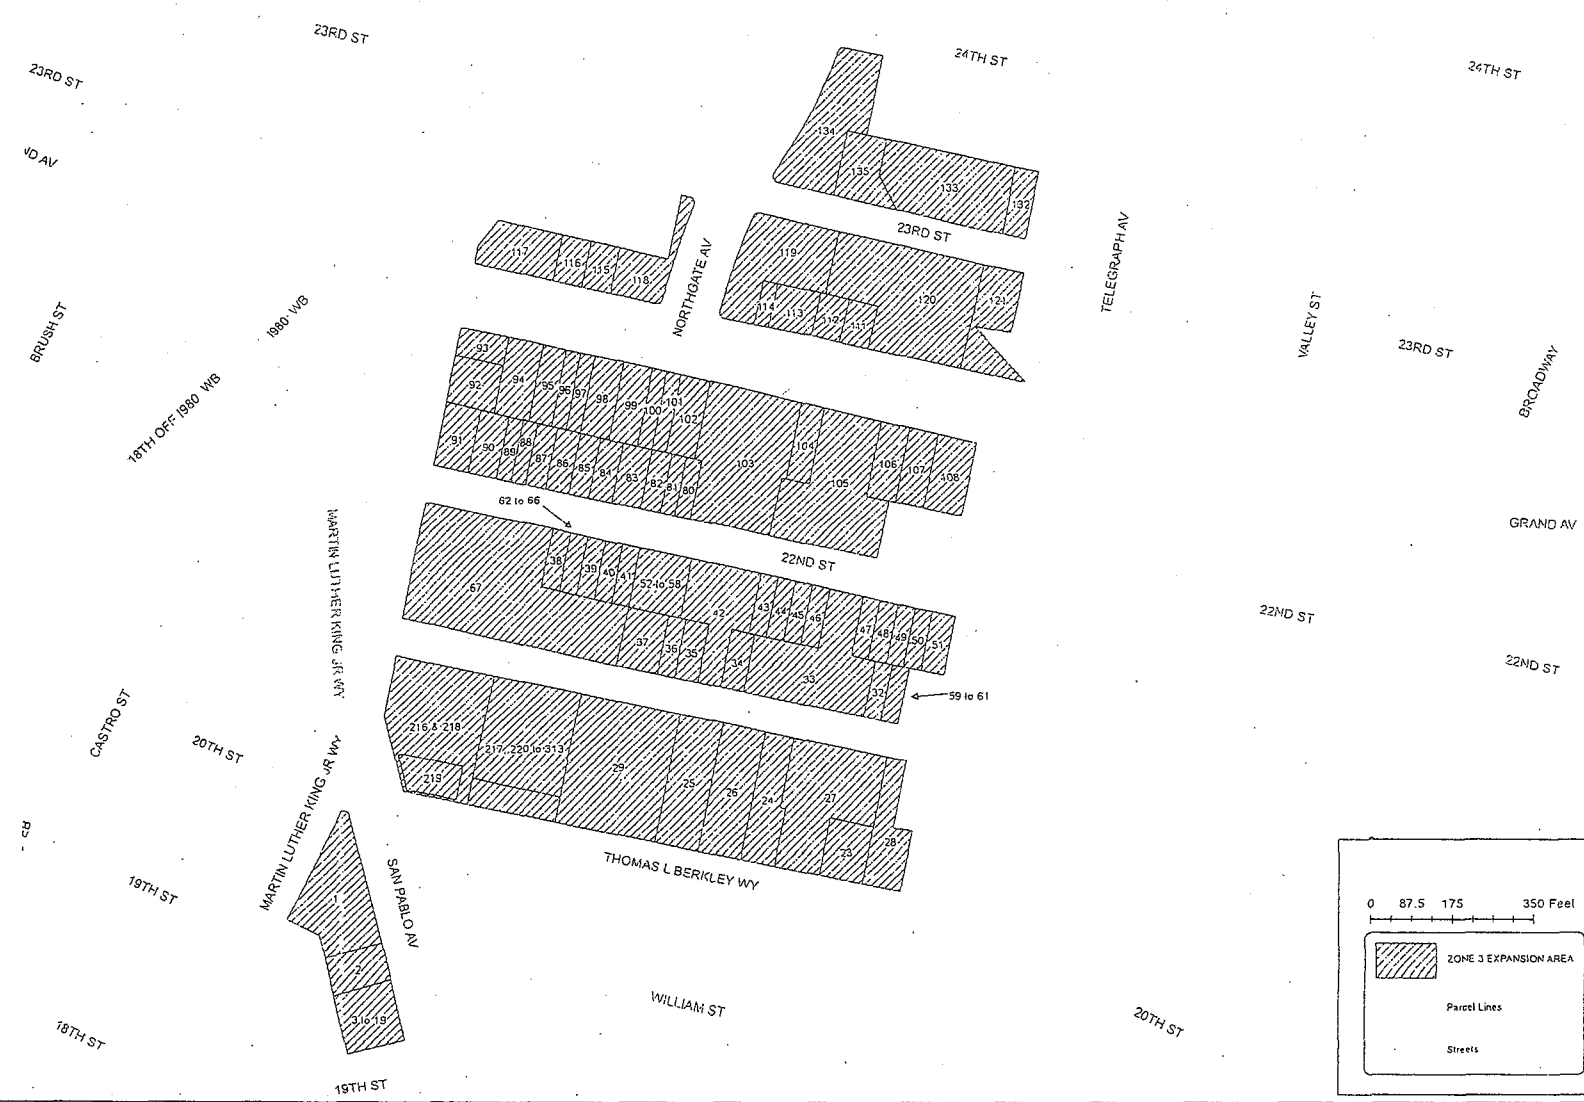 23RD ST
24TH ST
24TH ST
23RD ST
134
135
133
132
23RD ST
TELEGRAPH AV
117
116
115
118
NORTHGATE AV
119
120
121
114
113
112
111
BRUSH ST
I980 WB
VALLEY ST
23RD ST
BROADWAY
18TH OFF I980 WB
93
92
94
95
96
97
98
99
100
101
102
103
104
105
106
107
108
91
90
89
88
87
86
85
84
83
82
81
80
62 to 66
GRAND AV
22ND ST
MARTIN LUTHER KING JR WY
67
38
39
40
41
52 to 58
42
43
44
45
46
47
48
49
50
51
37
36
35
34
33
32
59 to 61
22ND ST
22ND ST
CASTRO ST
20TH ST
216 & 218
217, 220 to 313
219
29
25
26
24
27
23
28
MARTIN LUTHER KING JR WY
THOMAS L BERKLEY WY
SAN PABLO AV
19TH ST
1
2
3 to 19
WILLIAM ST
20TH ST
18TH ST
19TH ST
0 87.5 175 350 Feet
ZONE 3 EXPANSION AREA
Parcel Lines
Streets